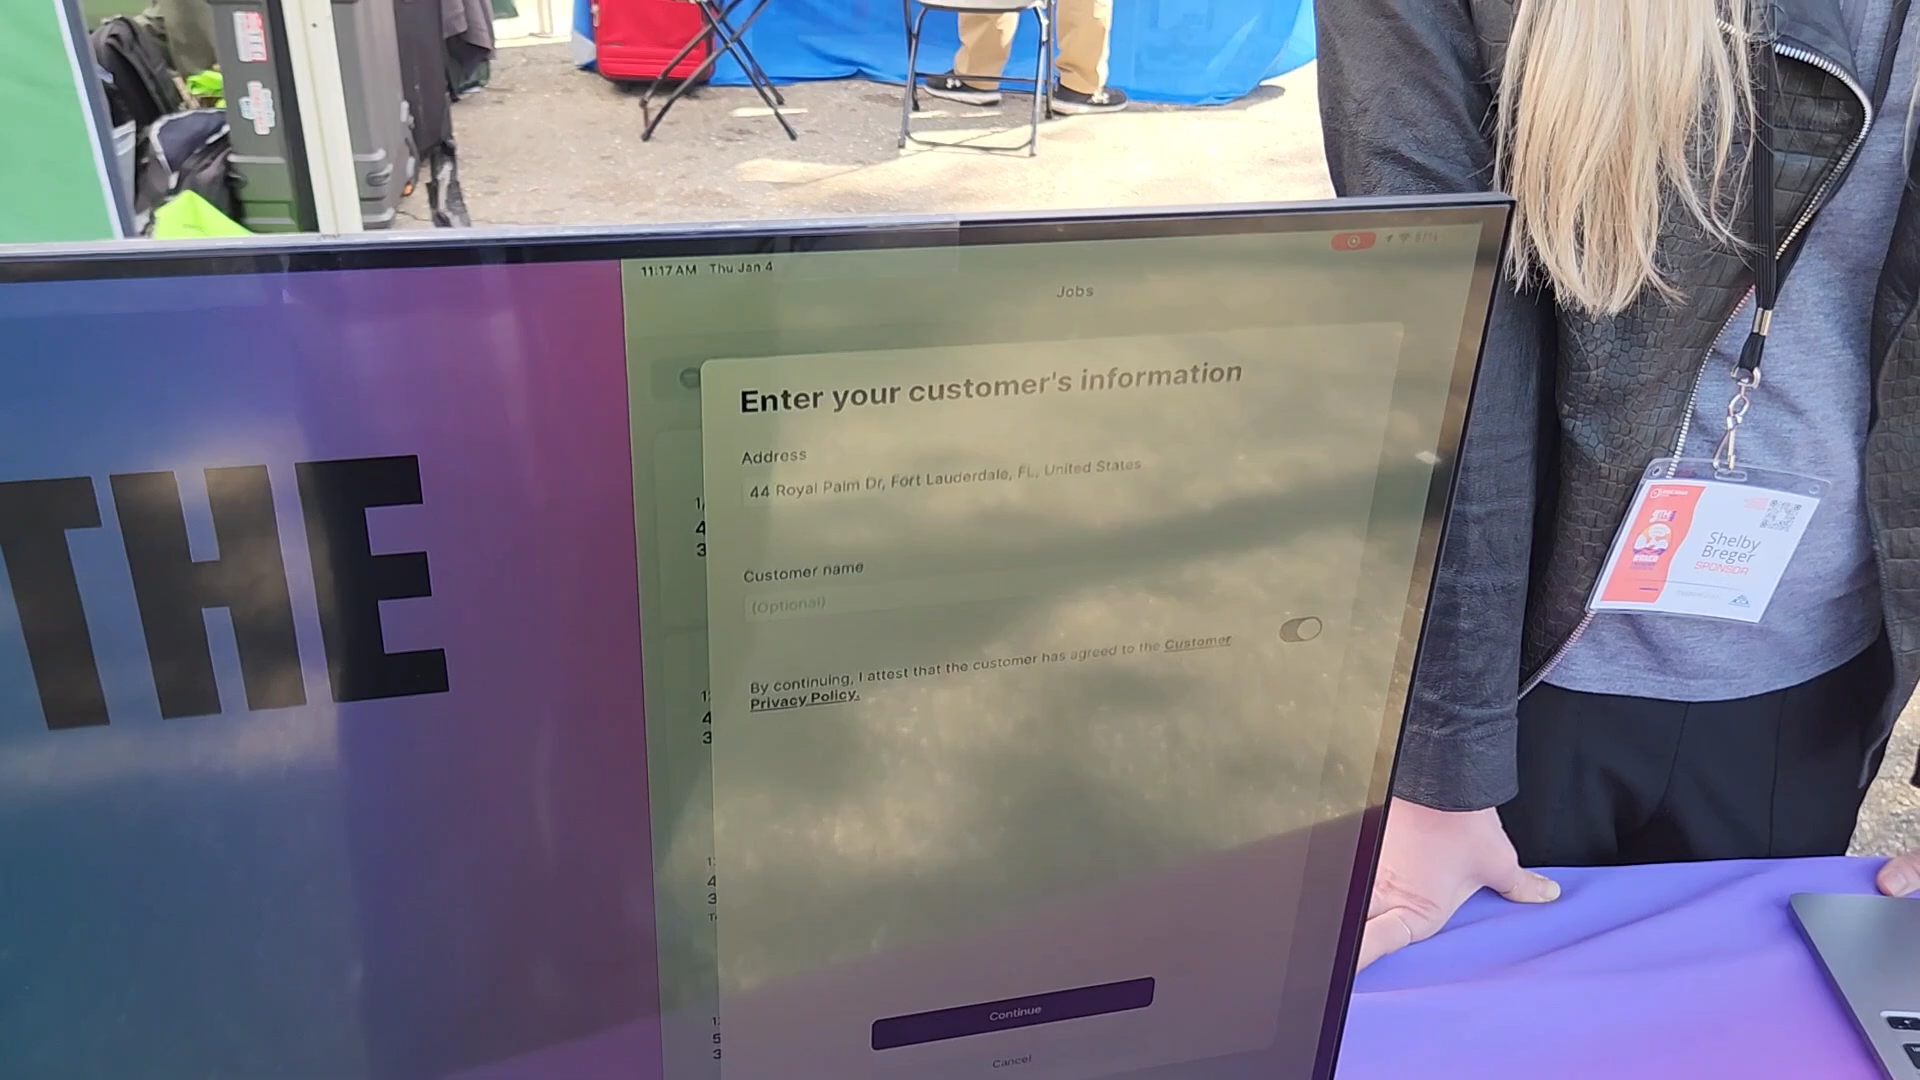 11:17 AM Thu Jan 4
Jobs
Enter your customer's information
Address
44 Royal Palm Dr, Fort Lauderdale, FL, United States
Customer name
(Optional)
By continuing, I attest that the customer has agreed to the Customer
Privacy Policy.
Continue
Cancel
THE
Shelby
Breger
SPONSOR